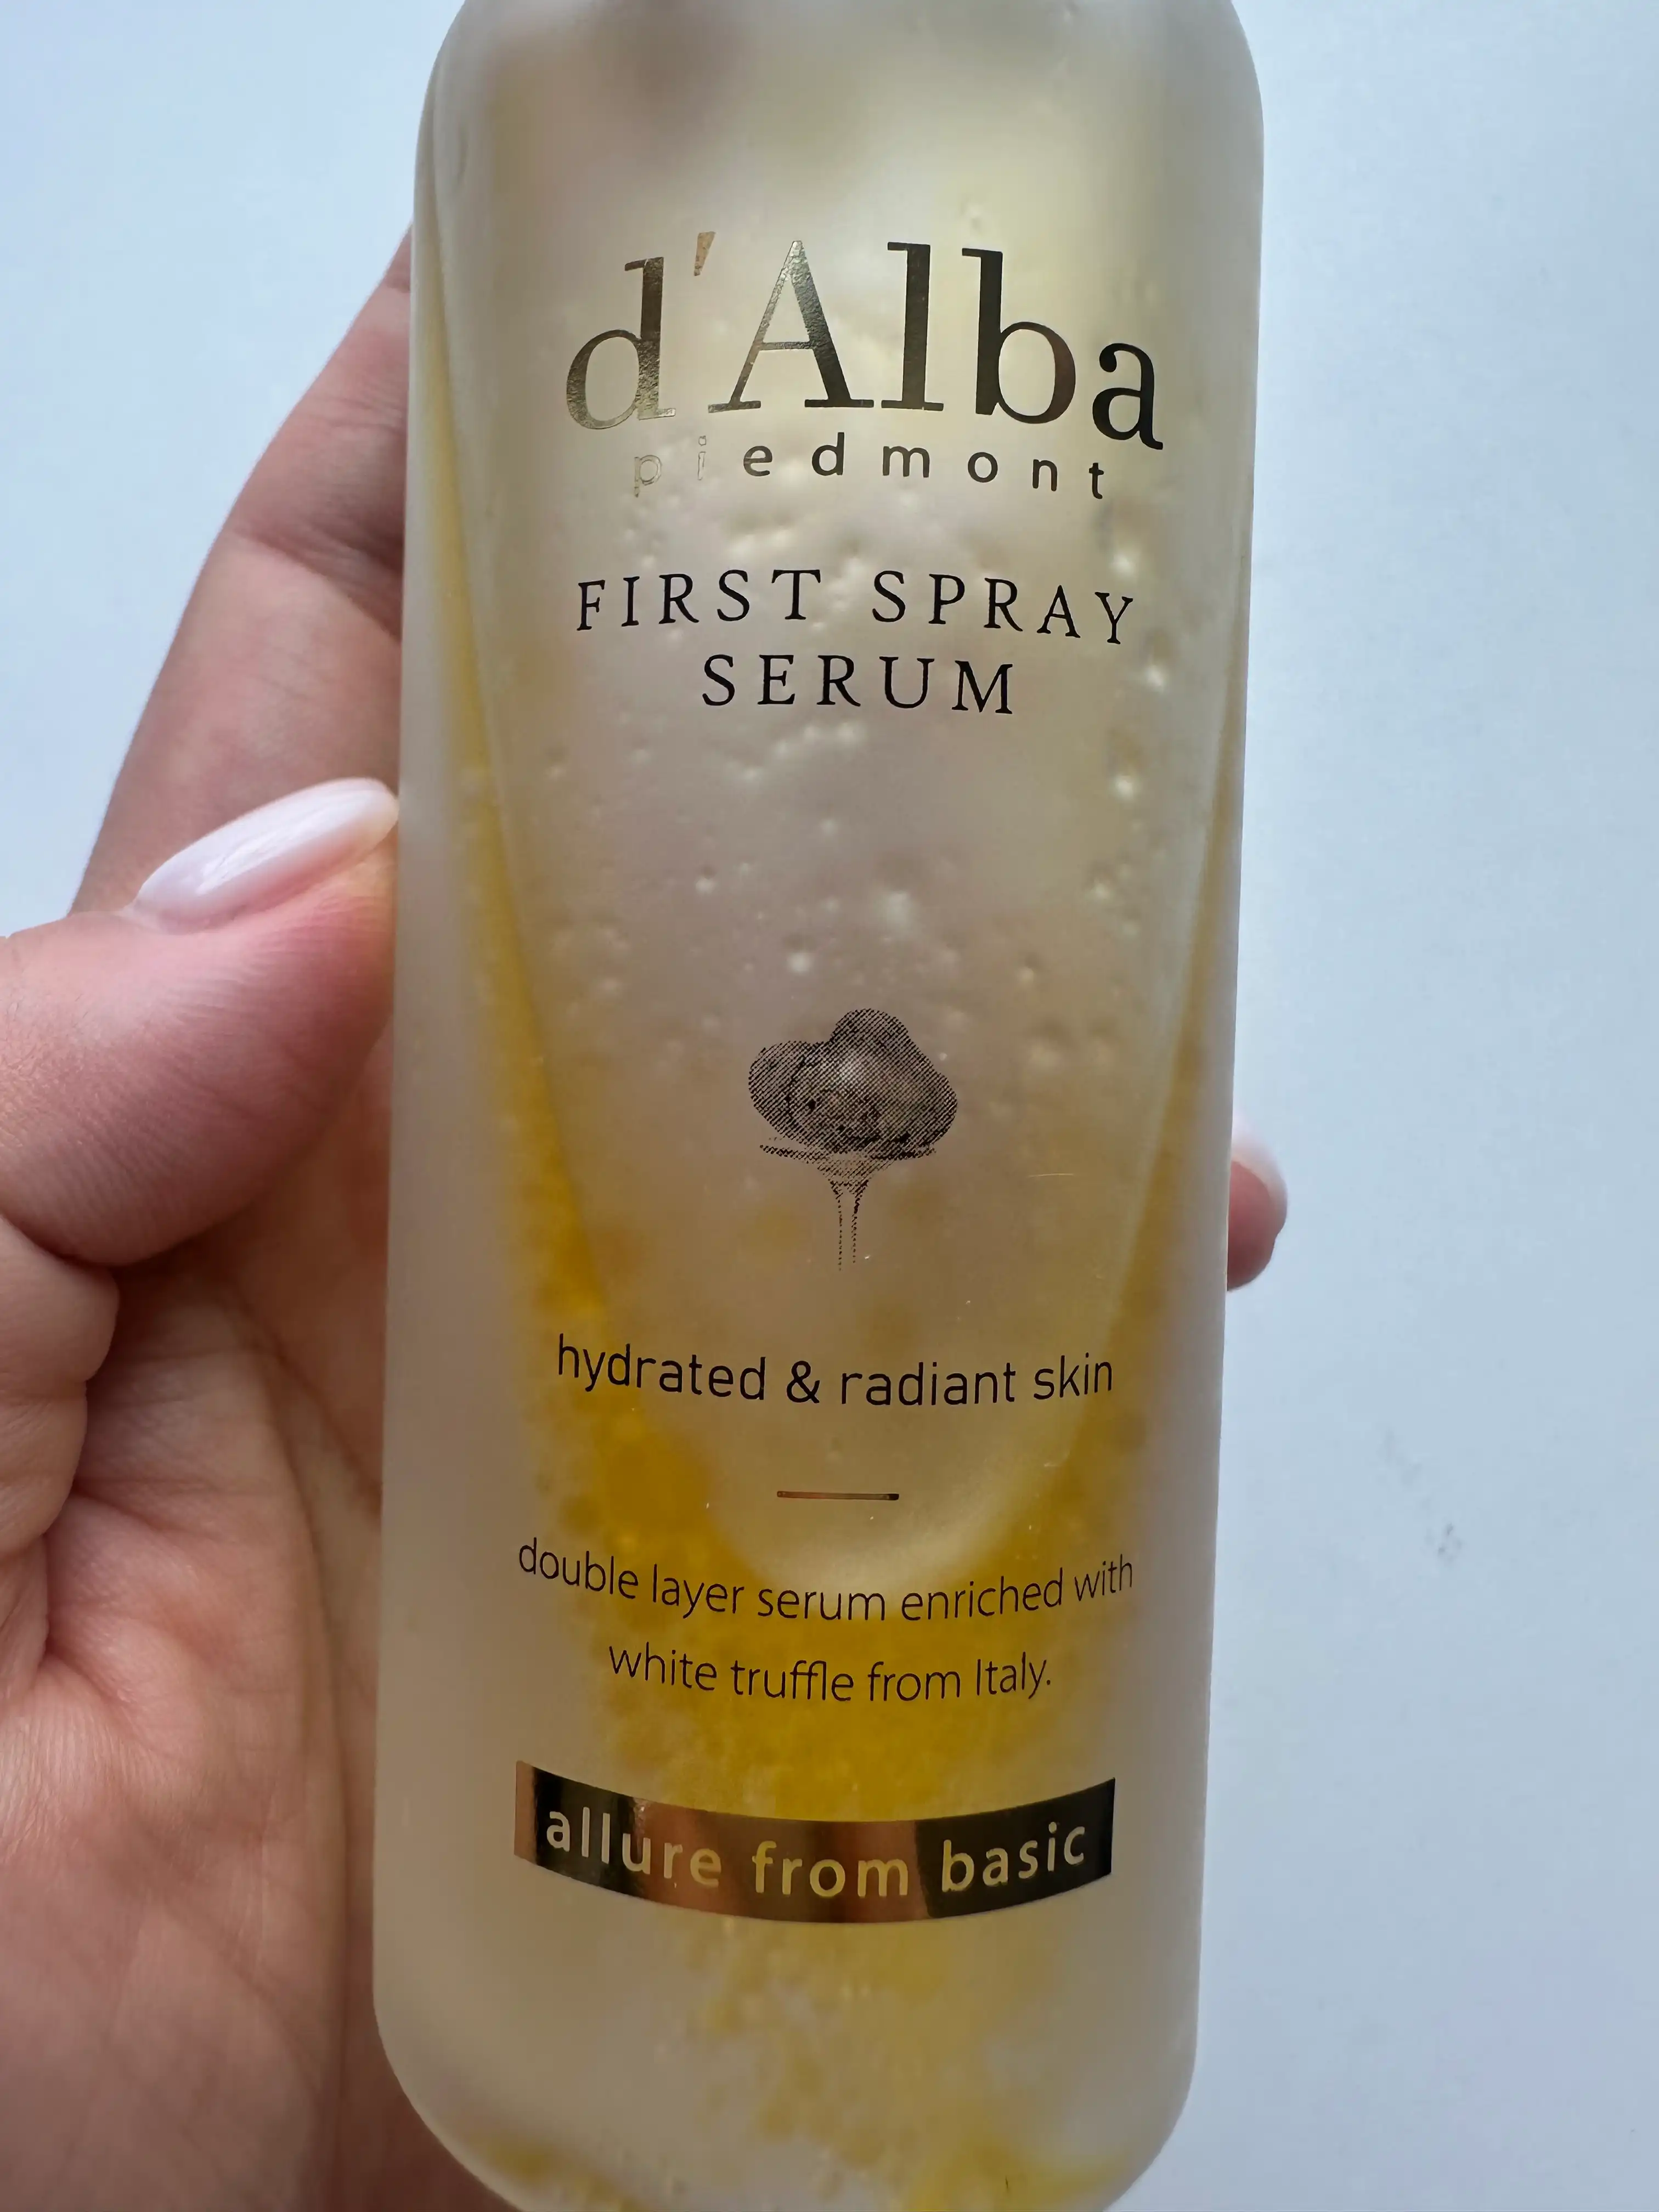 d'Alba
piedmont
FIRST SPRAY
SERUM
hydrated & radiant skin
double layer serum enriched with
white truffle from Italy.
allure from basic